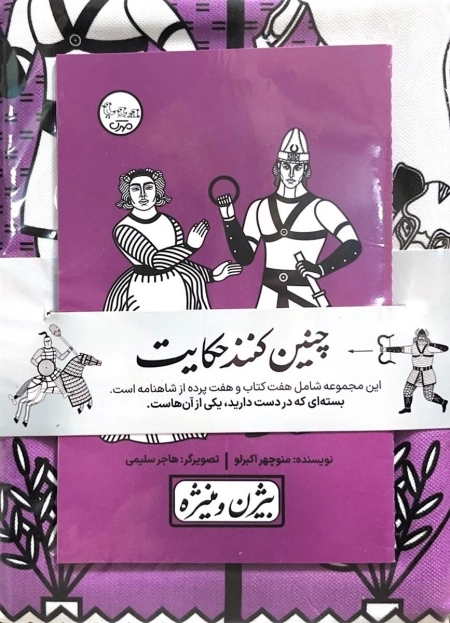 مهرک
چنین کنند حکایت
این مجموعه شامل هفت کتاب و هفت پرده از شاهنامه است.
بسته‌ای که در دست دارید، یکی از آن‌هاست.
نویسنده: منوچهر اکبرلو | تصویرگر: هاجر سلیمی
بیژن و منیژه